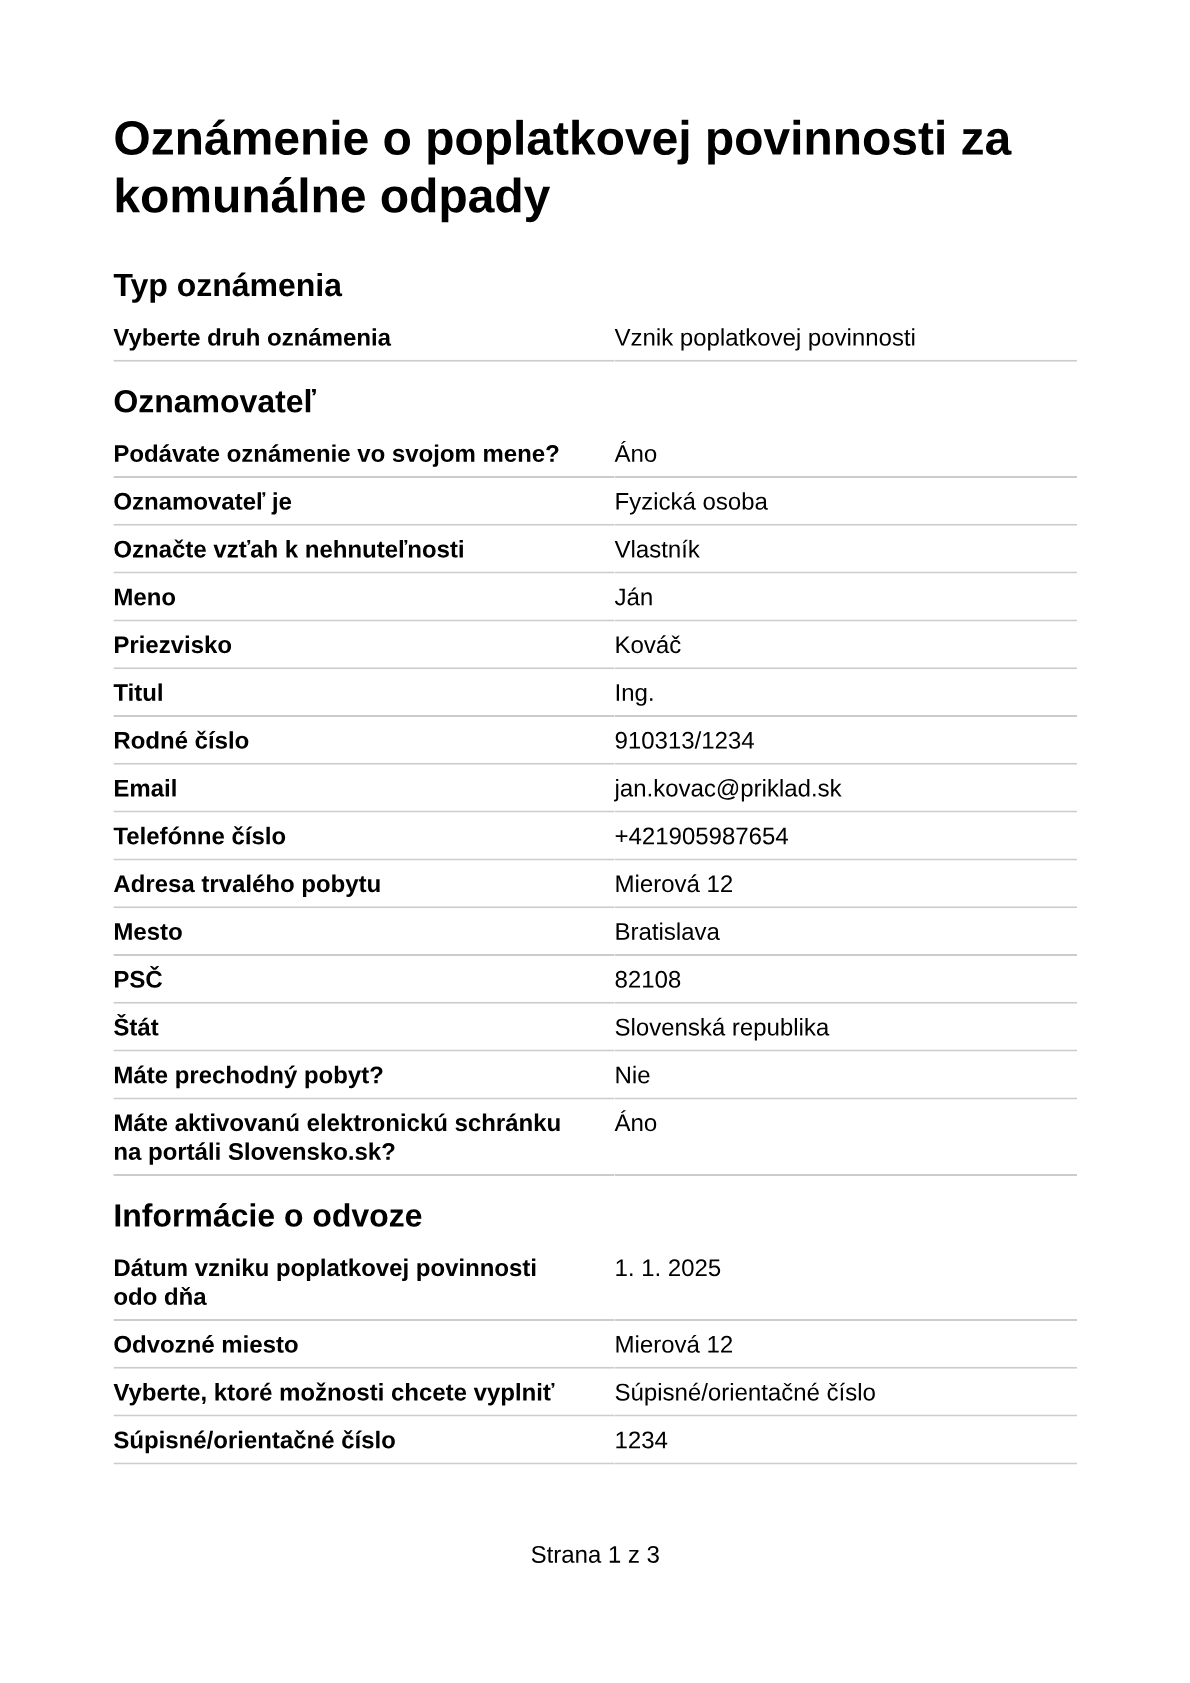 Oznámenie o poplatkovej povinnosti za
komunálne odpady
Typ oznámenia
Vyberte druh oznámenia Vznik poplatkovej povinnosti
Oznamovateľ
Podávate oznámenie vo svojom mene? Áno
Oznamovateľ je Fyzická osoba
Označte vzťah k nehnuteľnosti Vlastník
Meno Ján
Priezvisko Kováč
Titul Ing.
Rodné číslo 910313/1234
Email jan.kovac@priklad.sk
Telefónne číslo +421905987654
Adresa trvalého pobytu Mierová 12
Mesto Bratislava
PSČ 82108
Štát Slovenská republika
Máte prechodný pobyt? Nie
Máte aktivovanú elektronickú schránku Áno
na portáli Slovensko.sk?
Informácie o odvoze
Dátum vzniku poplatkovej povinnosti 1. 1. 2025
odo dňa
Odvozné miesto Mierová 12
Vyberte, ktoré možnosti chcete vyplniť Súpisné/orientačné číslo
Súpisné/orientačné číslo 1234
Strana 1 z 3